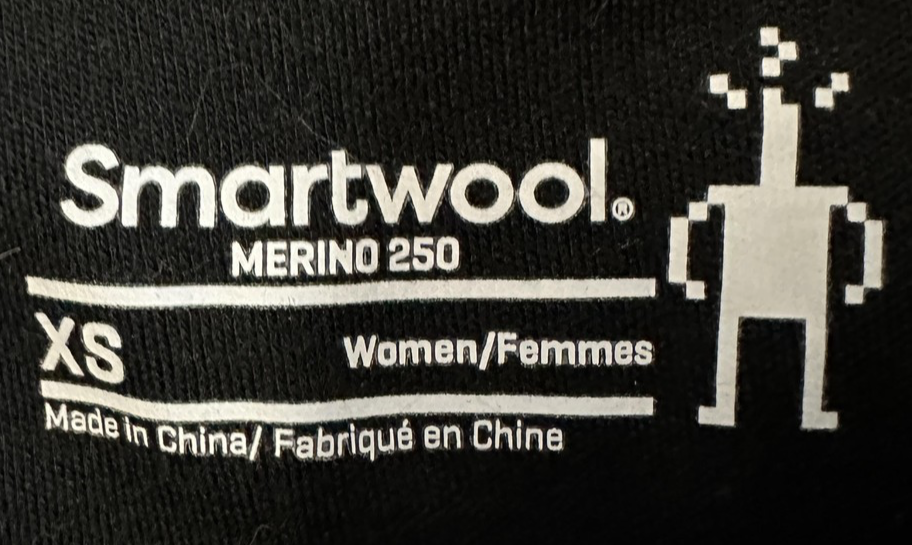 Smartwool®
MERINO 250
XS Women/Femmes
Made in China/ Fabriqué en Chine